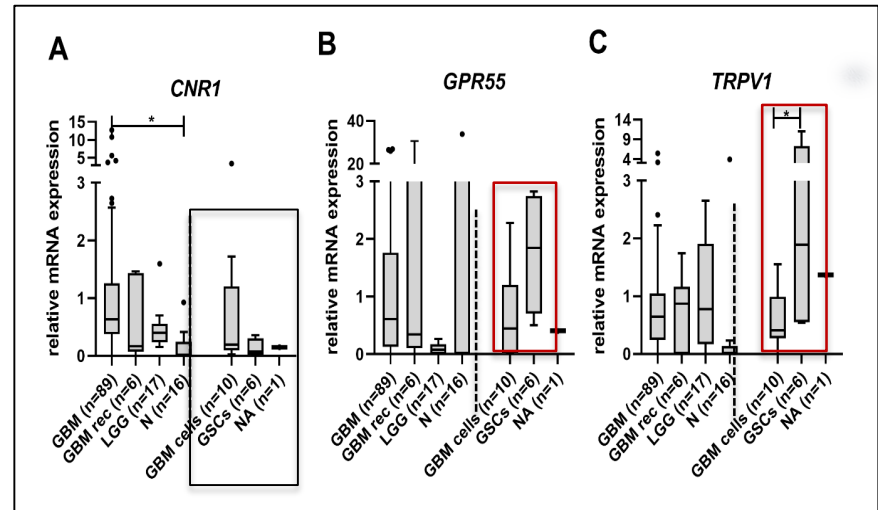 A
CNR1
relative mRNA expression
15
10
5
3
2
1
0
*
GBM (n=89)
GBM rec (n=6)
LGG (n=17)
N (n=16)
GBM cells (n=10)
GSCs (n=6)
NA (n=1)
B
GPR55
relative mRNA expression
40
20
3
2
1
0
GBM (n=89)
GBM rec (n=6)
LGG (n=17)
N (n=16)
GBM cells (n=10)
GSCs (n=6)
NA (n=1)
C
TRPV1
relative mRNA expression
14
9
4
3
2
1
0
*
GBM (n=89)
GBM rec (n=6)
LGG (n=17)
N (n=16)
GBM cells (n=10)
GSCs (n=6)
NA (n=1)